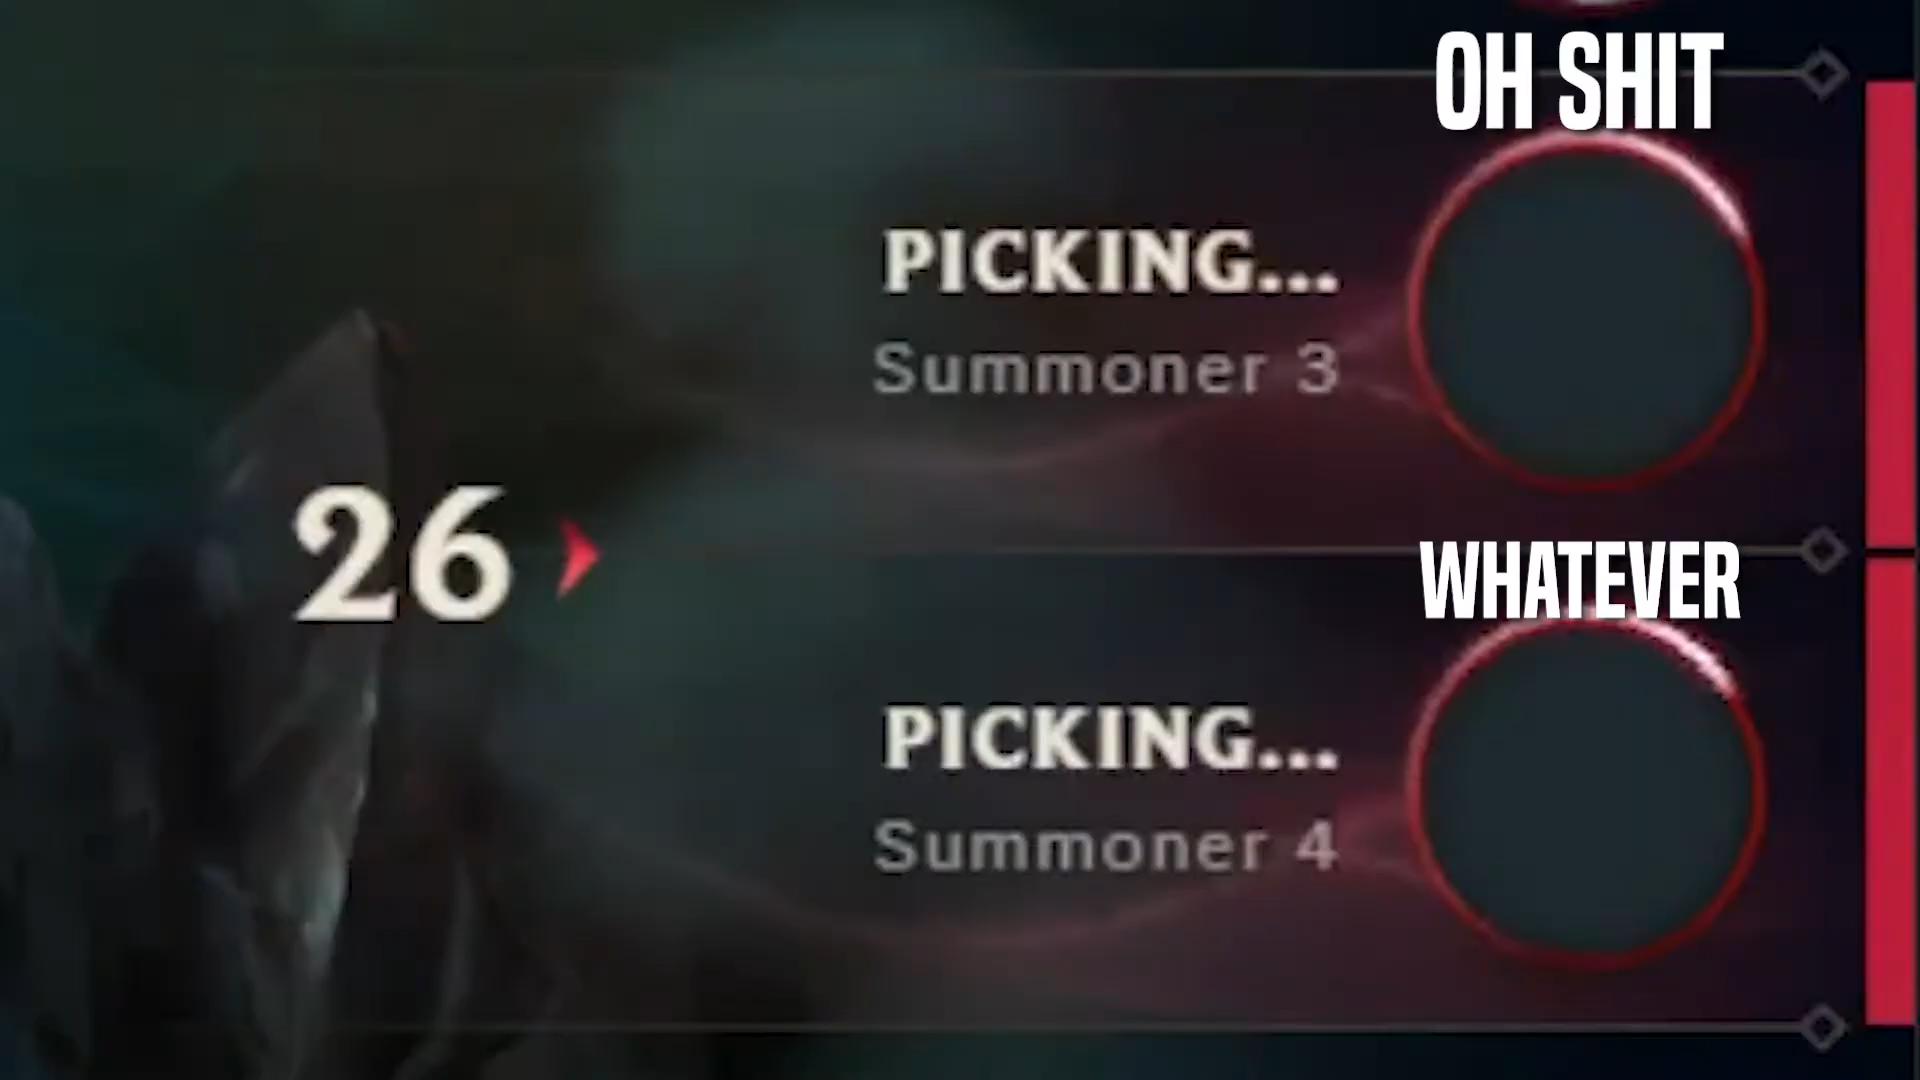 OH SHIT
PICKING...
Summoner 3
26
WHATEVER
PICKING...
Summoner 4